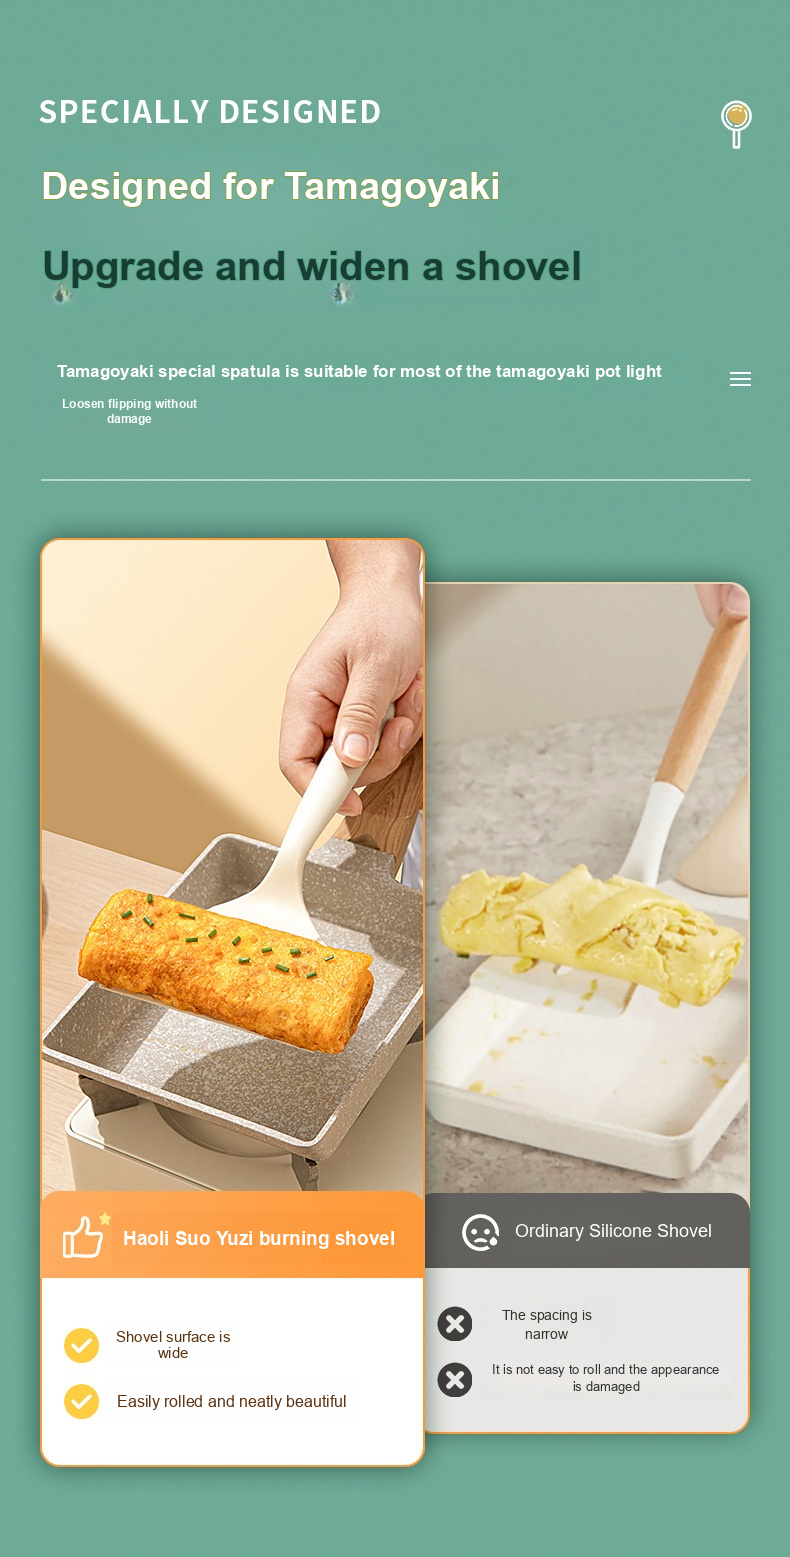 SPECIALLY DESIGNED
Designed for Tamagoyaki
Upgrade and widen a shovel
Tamagoyaki special spatula is suitable for most of the tamagoyaki pot light
Loosen flipping without
damage
Haoli Suo Yuzi burning shovel
Shovel surface is
wide
Easily rolled and neatly beautiful
Ordinary Silicone Shovel
The spacing is
narrow
It is not easy to roll and the appearance
is damaged